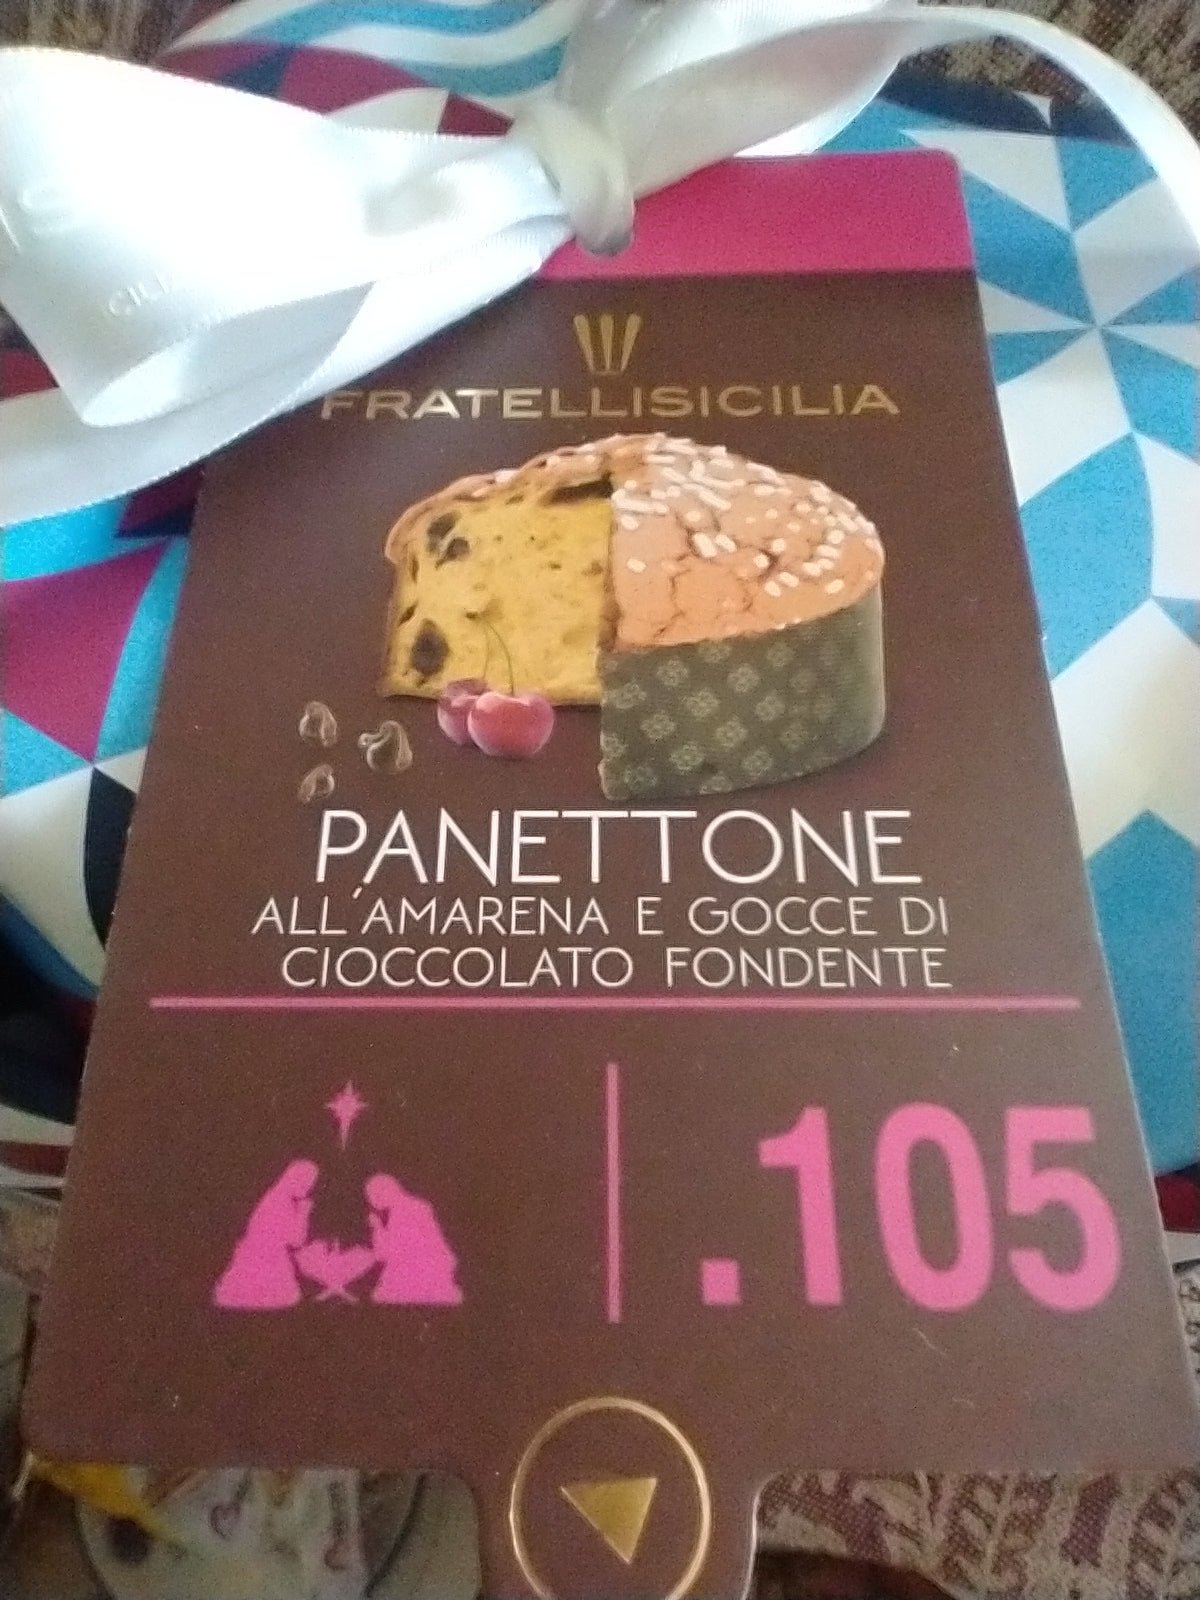 FRATELLISICILIA
PANETTONE
ALL'AMARENA E GOCCE DI
CIOCCOLATO FONDENTE
.105